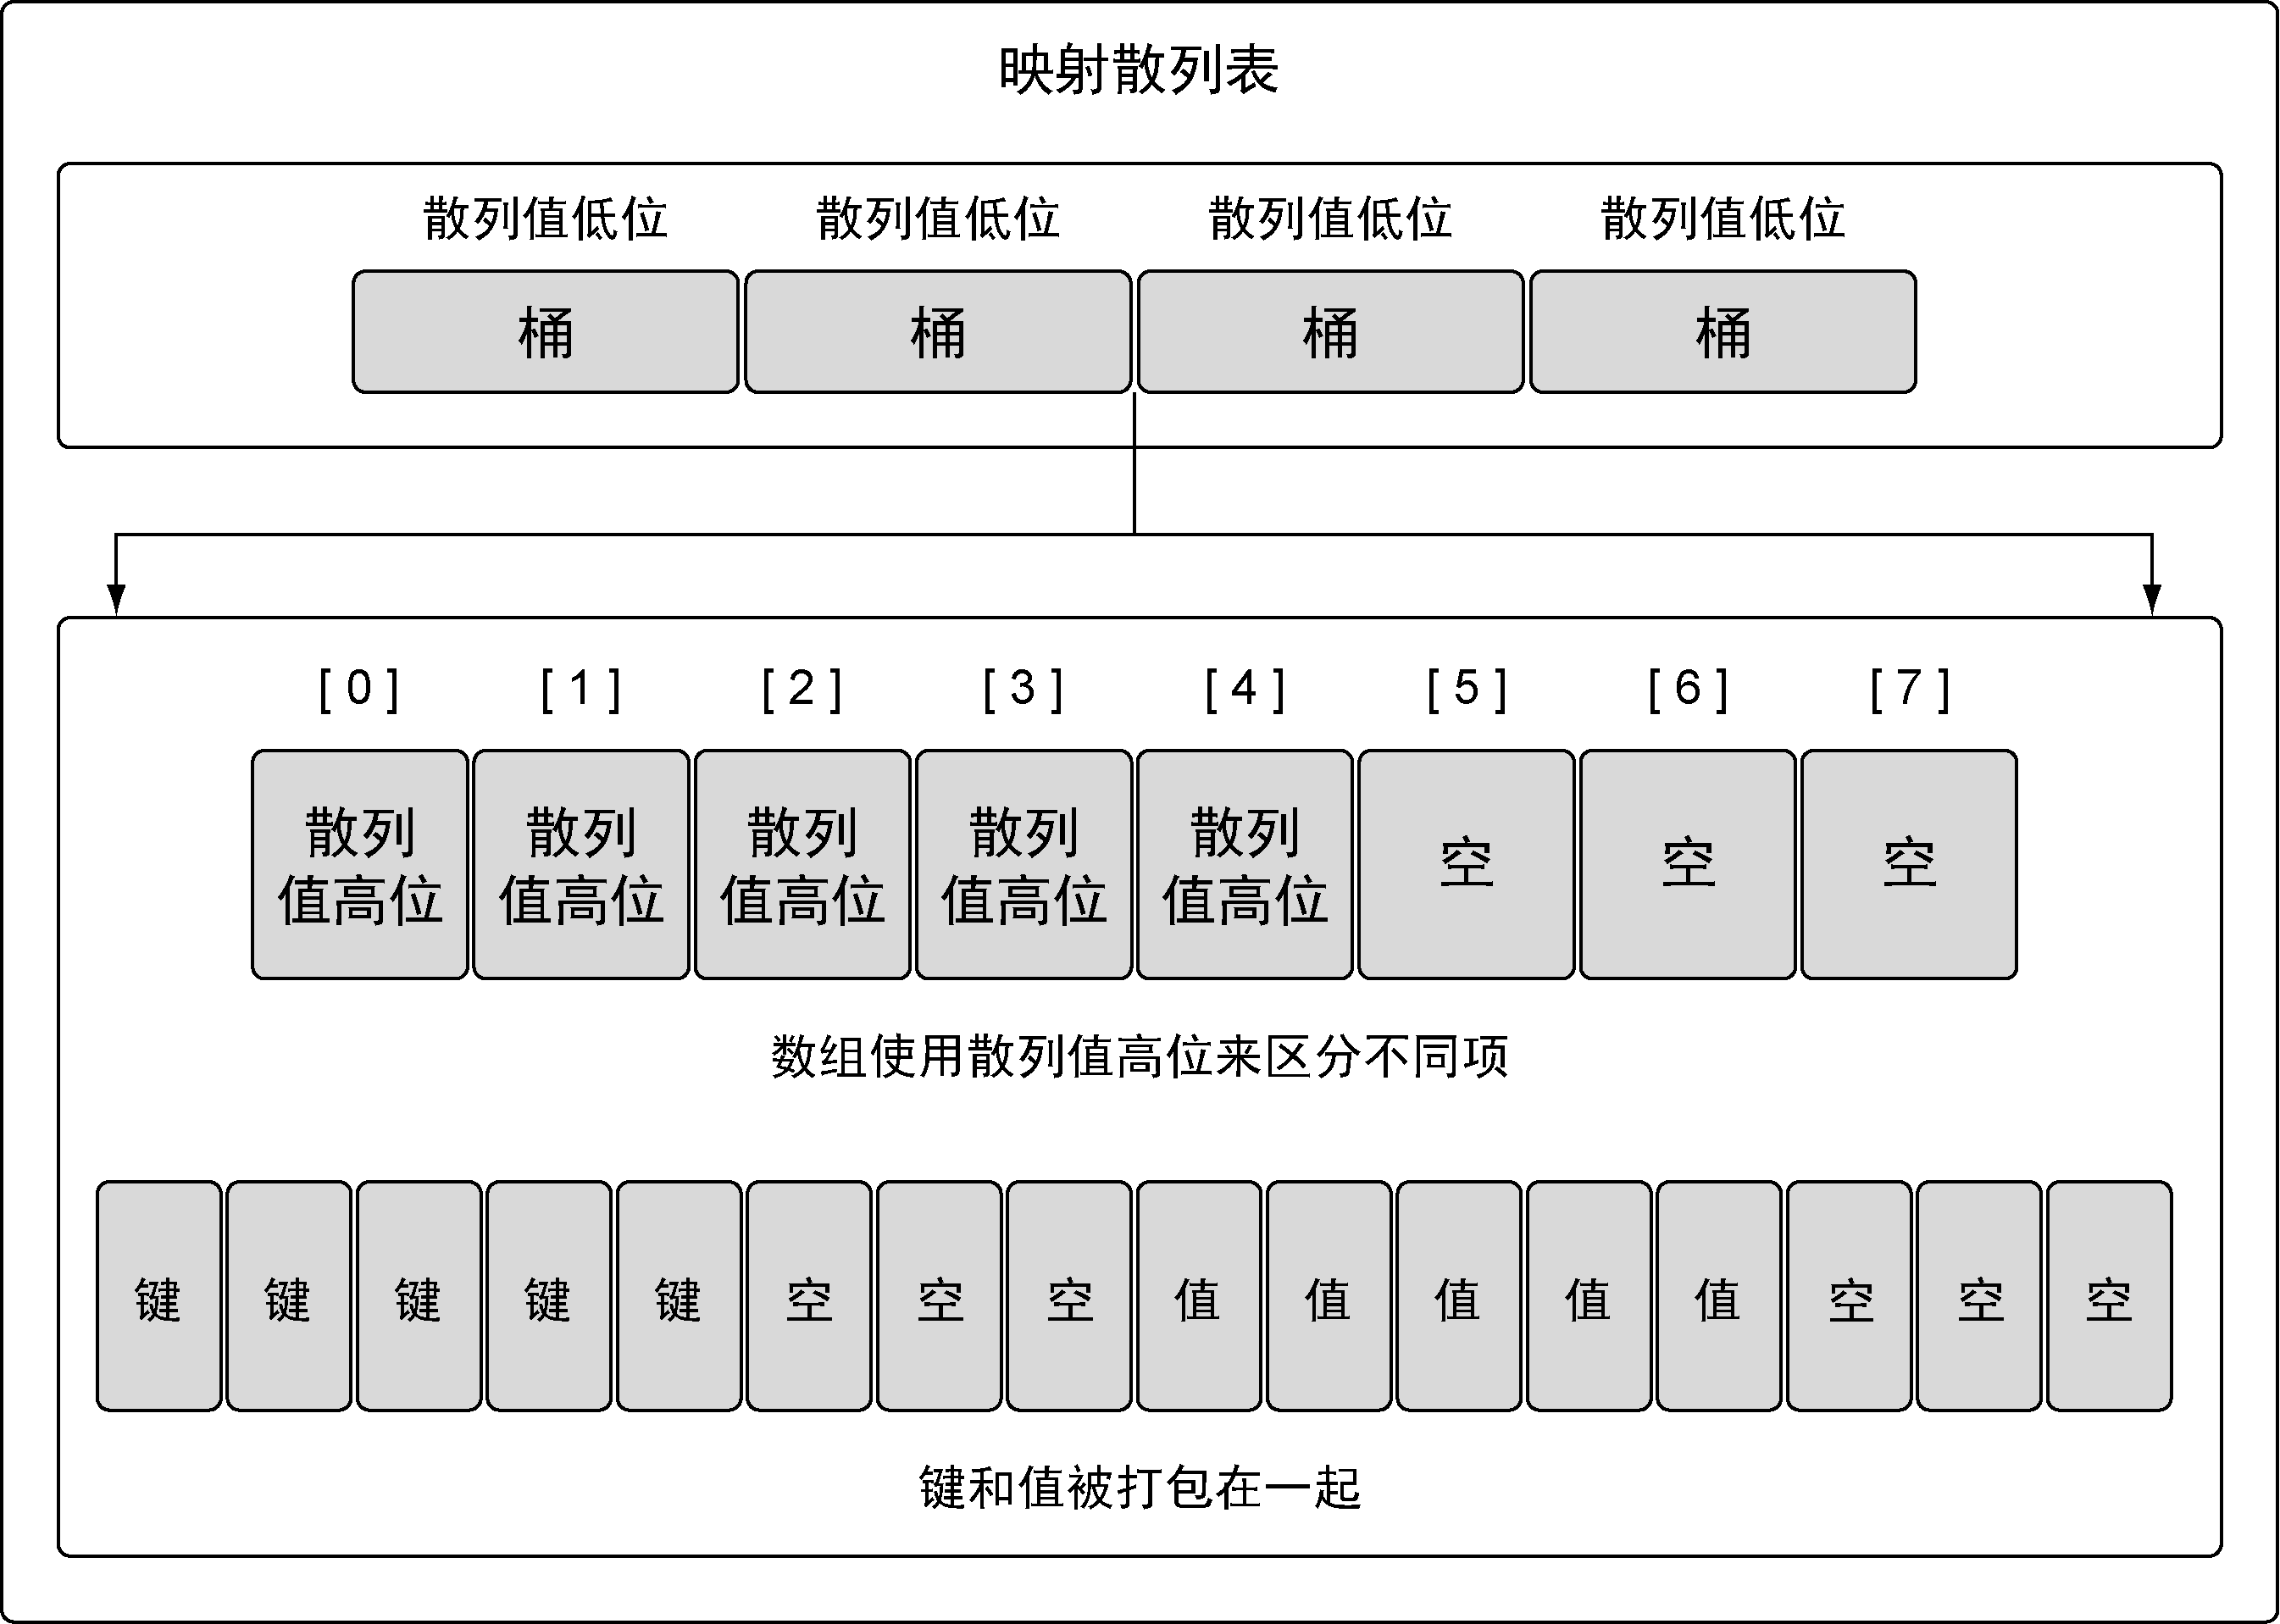 映射散列表
散列值低位 散列值低位 散列值低位 散列值低位
桶 桶 桶 桶
[ 0 ] [ 1 ] [ 2 ] [ 3 ] [ 4 ] [ 5 ] [ 6 ] [ 7 ]
散列 散列 散列 散列 散列
值高位 值高位 值高位 值高位 值高位 空 空 空
数组使用散列值高位来区分不同项
键 键 键 键 键 空 空 空 值 值 值 值 值 空 空 空
键和值被打包在一起